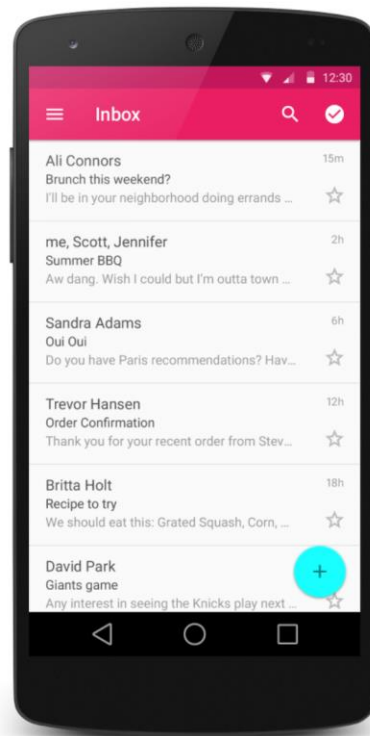 12:30
Inbox
Ali Connors 15m
Brunch this weekend?
I'll be in your neighborhood doing errands ...
me, Scott, Jennifer 2h
Summer BBQ
Aw dang. Wish I could but I'm outta town ...
Sandra Adams 6h
Oui Oui
Do you have Paris recommendations? Hav...
Trevor Hansen 12h
Order Confirmation
Thank you for your recent order from Stev...
Britta Holt 18h
Recipe to try
We should eat this: Grated Squash, Corn, ...
David Park
Giants game
Any interest in seeing the Knicks play next ...